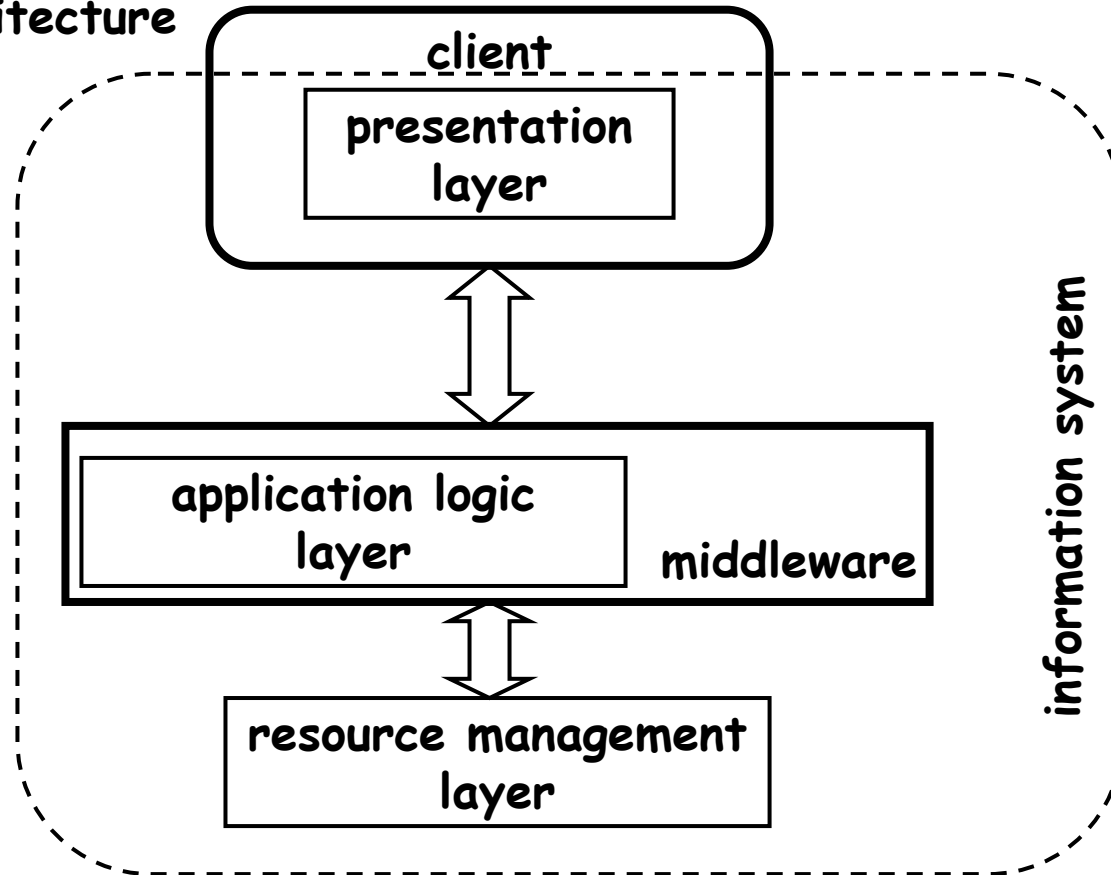 itecture
client
presentation
layer
application logic
layer
middleware
resource management
layer
information system